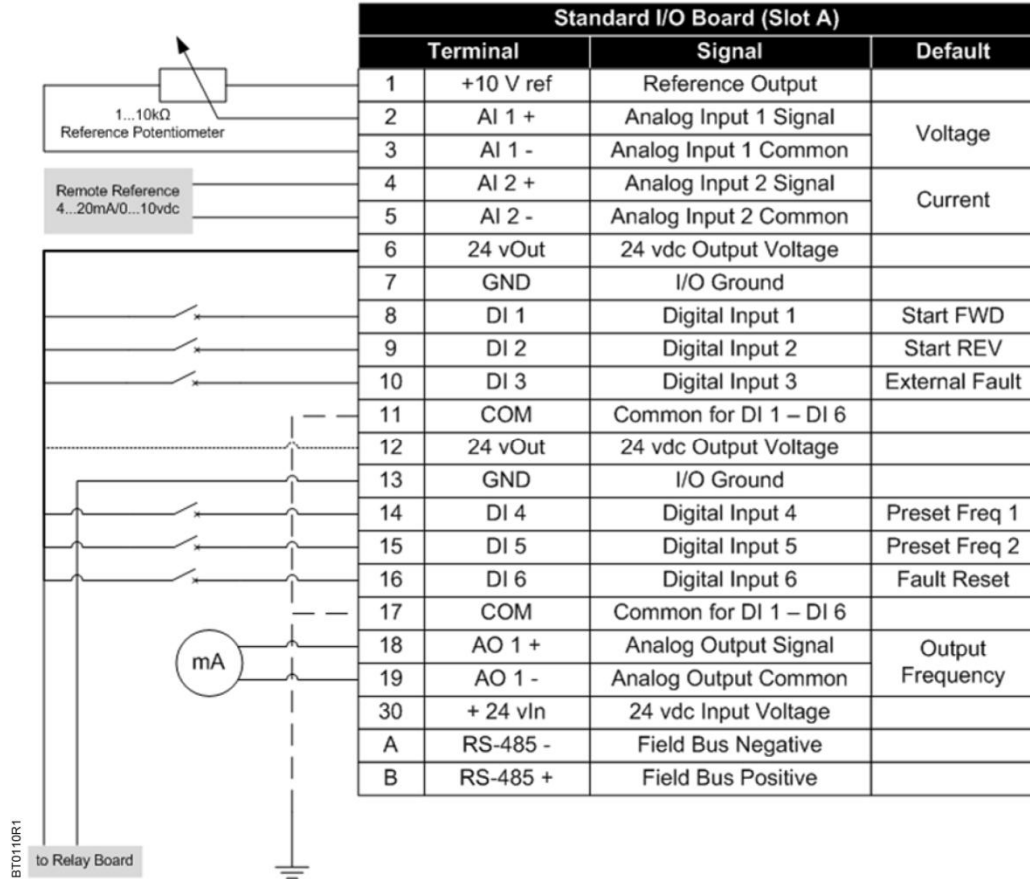 Standard I/O Board (Slot A)
Terminal Signal Default
1 +10 V ref Reference Output
2 AI 1 + Analog Input 1 Signal Voltage
3 AI 1 - Analog Input 1 Common
4 AI 2 + Analog Input 2 Signal Current
5 AI 2 - Analog Input 2 Common
6 24 vOut 24 vdc Output Voltage
7 GND I/O Ground
8 DI 1 Digital Input 1 Start FWD
9 DI 2 Digital Input 2 Start REV
10 DI 3 Digital Input 3 External Fault
11 COM Common for DI 1 – DI 6
12 24 vOut 24 vdc Output Voltage
13 GND I/O Ground
14 DI 4 Digital Input 4 Preset Freq 1
15 DI 5 Digital Input 5 Preset Freq 2
16 DI 6 Digital Input 6 Fault Reset
17 COM Common for DI 1 – DI 6
18 AO 1 + Analog Output Signal Output
19 AO 1 - Analog Output Common Frequency
30 + 24 vIn 24 vdc Input Voltage
A RS-485 - Field Bus Negative
B RS-485 + Field Bus Positive
1...10kΩ
Reference Potentiometer
Remote Reference
4...20mA/0...10vdc
mA
to Relay Board
BT0110R1